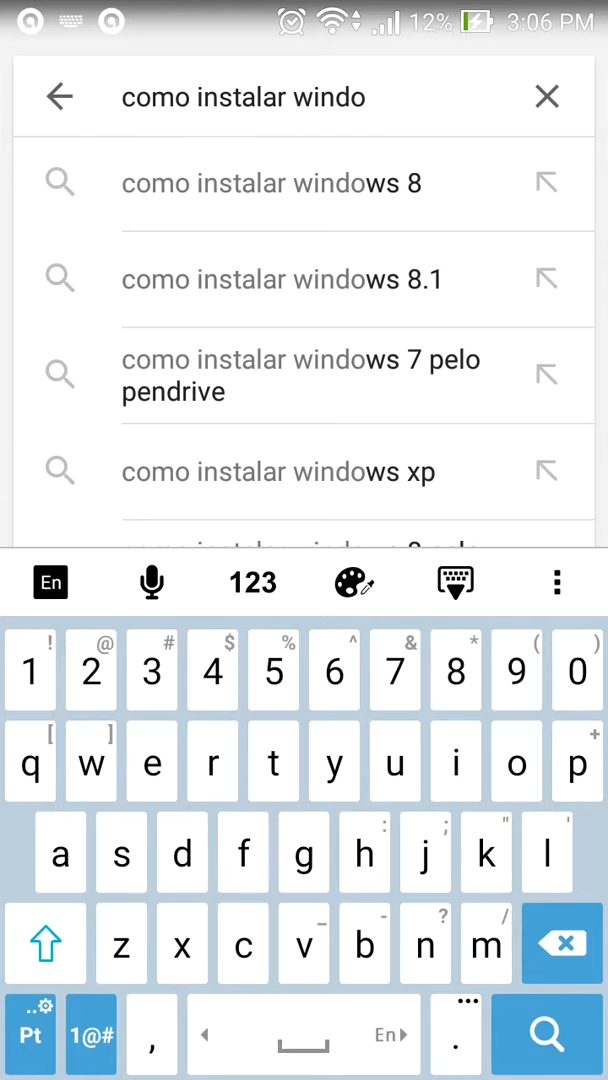 12% 3:06 PM
como instalar windo
como instalar windows 8
como instalar windows 8.1
como instalar windows 7 pelo
pendrive
como instalar windows xp
En 123
! @ # $ % ^ & * ( )
1 2 3 4 5 6 7 8 9 0
[ ] +
q w e r t y u i o p
: ; " '
a s d f g h j k l
_ - ? /
z x c v b n m
Pt 1@# , En .